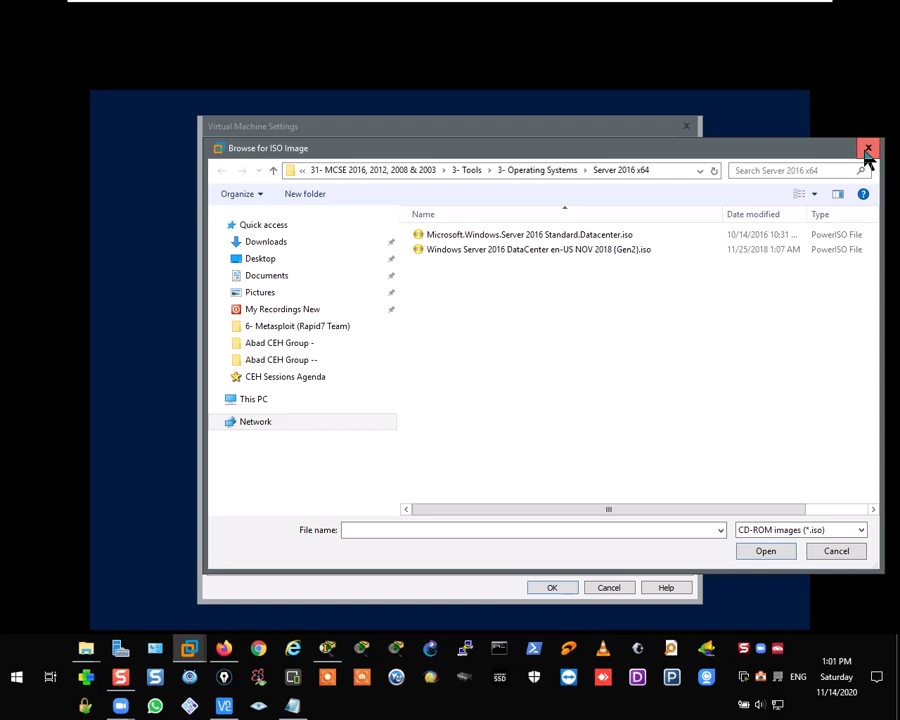 Virtual Machine Settings
Browse for ISO Image
31- MCSE 2016, 2012, 2008 & 2003 3- Tools 3- Operating Systems Server 2016 x64
Search Server 2016 x64
Organize New folder
Name Date modified Type
Microsoft.Windows.Server 2016 Standard.Datacenter.iso 10/14/2016 10:31 ... PowerISO File
Windows Server 2016 DataCenter en-US NOV 2018 {Gen2}.iso 11/25/2018 1:07 AM PowerISO File
Quick access
Downloads
Desktop
Documents
Pictures
My Recordings New
6- Metasploit (Rapid7 Team)
Abad CEH Group -
Abad CEH Group --
CEH Sessions Agenda
This PC
Network
File name: CD-ROM images (*.iso)
Open Cancel
OK Cancel Help
1:01 PM
ENG Saturday
11/14/2020
SSD